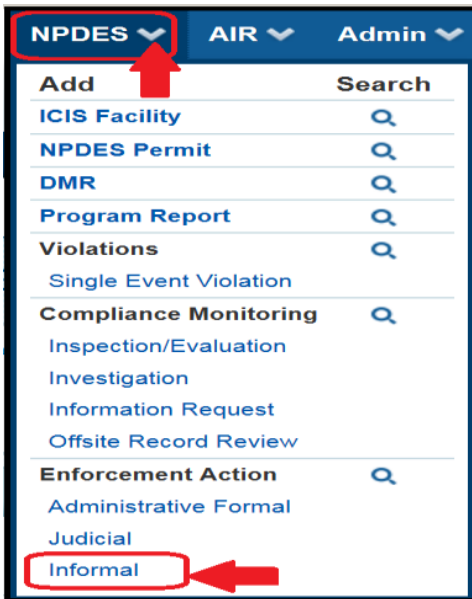 NPDES AIR Admin
Add Search
ICIS Facility
NPDES Permit
DMR
Program Report
Violations
Single Event Violation
Compliance Monitoring
Inspection/Evaluation
Investigation
Information Request
Offsite Record Review
Enforcement Action
Administrative Formal
Judicial
Informal